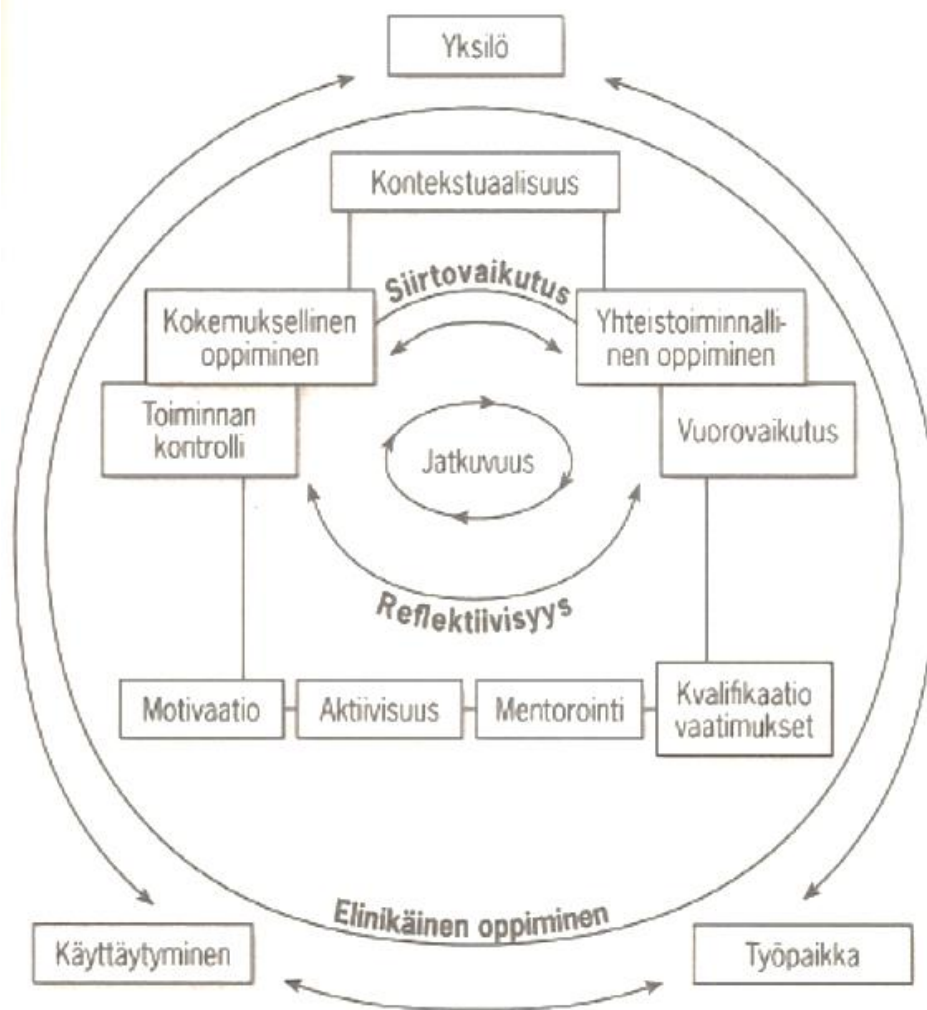 Yksilö
Kontekstuaalisuus
Siirtovaikutus
Kokemuksellinen
oppiminen
Yhteistoiminnalli-
nen oppiminen
Toiminnan
kontrolli
Jatkuvuus
Vuorovaikutus
Reflektiivisyys
Motivaatio
Aktiivisuus
Mentorointi
Kvalifikaatio
vaatimukset
Elinikäinen oppiminen
Käyttäytyminen
Työpaikka